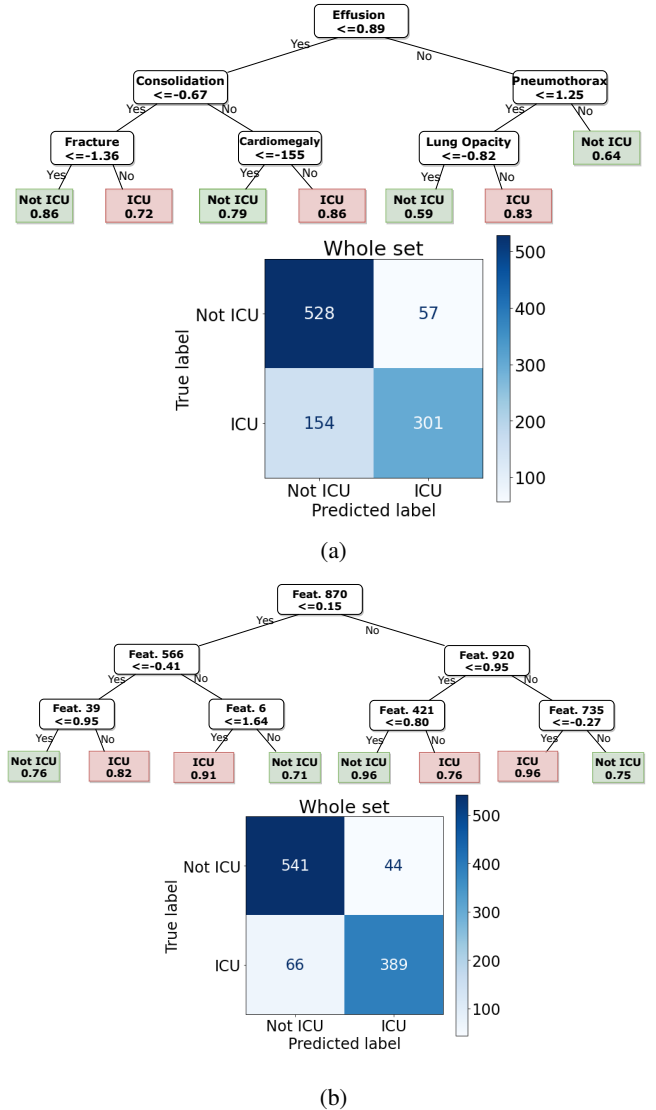 Effusion
<=0.89
Yes
No
Consolidation
<=-0.67
Pneumothorax
<=1.25
Yes
No
Yes
No
Fracture
<=-1.36
Cardiomegaly
<=-155
Lung Opacity
<=-0.82
Not ICU
0.64
Yes
No
Yes
No
Yes
No
Not ICU
0.86
ICU
0.72
Not ICU
0.79
ICU
0.86
Not ICU
0.59
ICU
0.83
Whole set
True label
Not ICU
ICU
528
57
154
301
Not ICU
ICU
Predicted label
500
400
300
200
100
(a)
Feat. 870
<=0.15
Yes
No
Feat. 566
<=-0.41
Feat. 920
<=0.95
Yes
No
Yes
No
Feat. 39
<=0.95
Feat. 6
<=1.64
Feat. 421
<=0.80
Feat. 735
<=-0.27
Yes
No
Yes
No
Yes
No
Yes
No
Not ICU
0.76
ICU
0.82
ICU
0.91
Not ICU
0.71
Not ICU
0.96
ICU
0.76
ICU
0.96
Not ICU
0.75
Whole set
True label
Not ICU
ICU
541
44
66
389
Not ICU
ICU
Predicted label
500
400
300
200
100
(b)